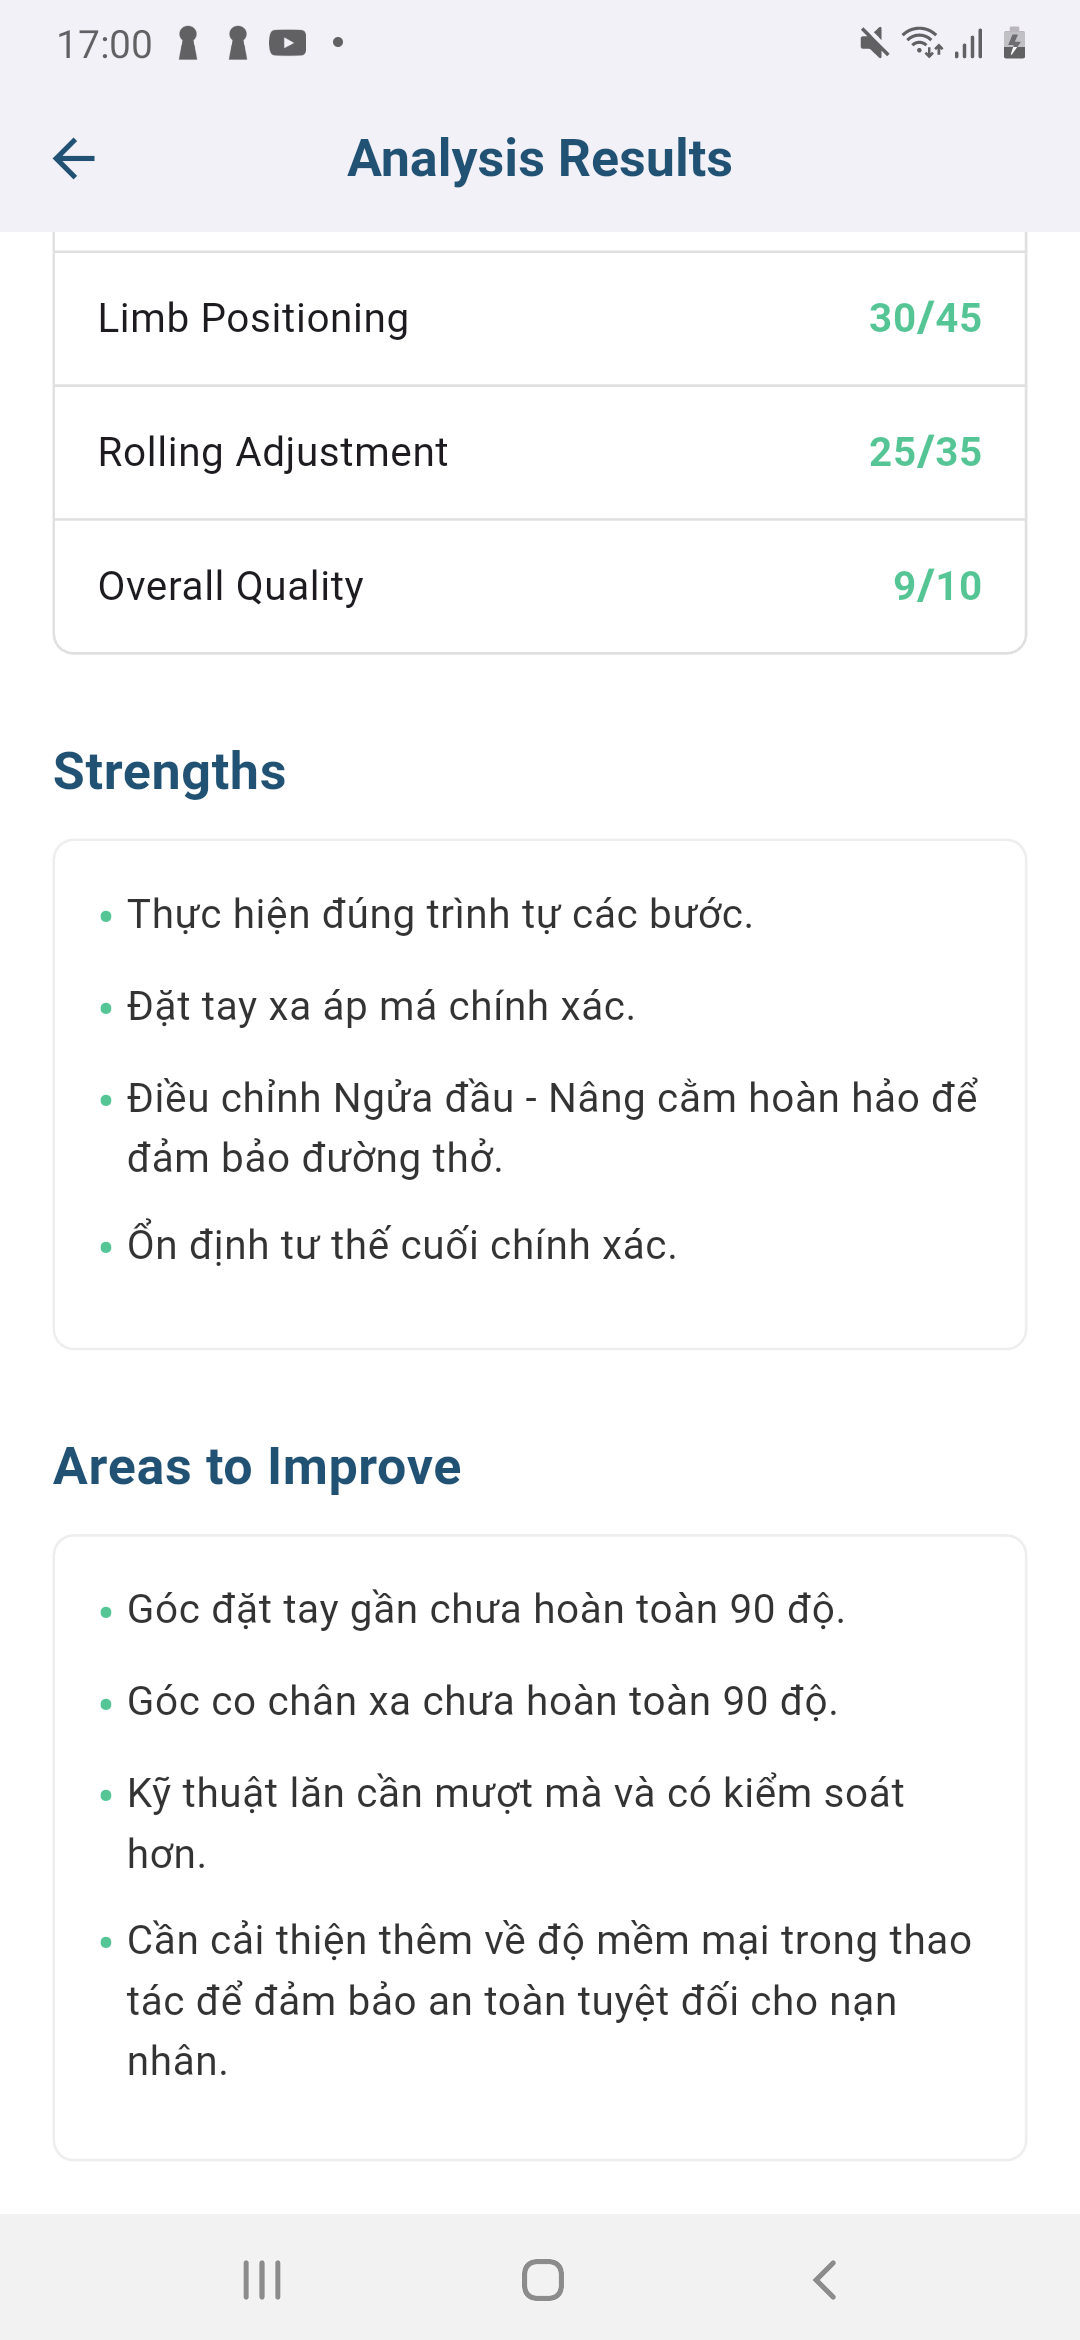 17:00
Analysis Results
Limb Positioning 30/45
Rolling Adjustment 25/35
Overall Quality 9/10
Strengths
• Thực hiện đúng trình tự các bước.
• Đặt tay xa áp má chính xác.
• Điều chỉnh Ngửa đầu - Nâng cằm hoàn hảo để
đảm bảo đường thở.
• Ổn định tư thế cuối chính xác.
Areas to Improve
• Góc đặt tay gần chưa hoàn toàn 90 độ.
• Góc co chân xa chưa hoàn toàn 90 độ.
• Kỹ thuật lăn cần mượt mà và có kiểm soát
hơn.
• Cần cải thiện thêm về độ mềm mại trong thao
tác để đảm bảo an toàn tuyệt đối cho nạn
nhân.